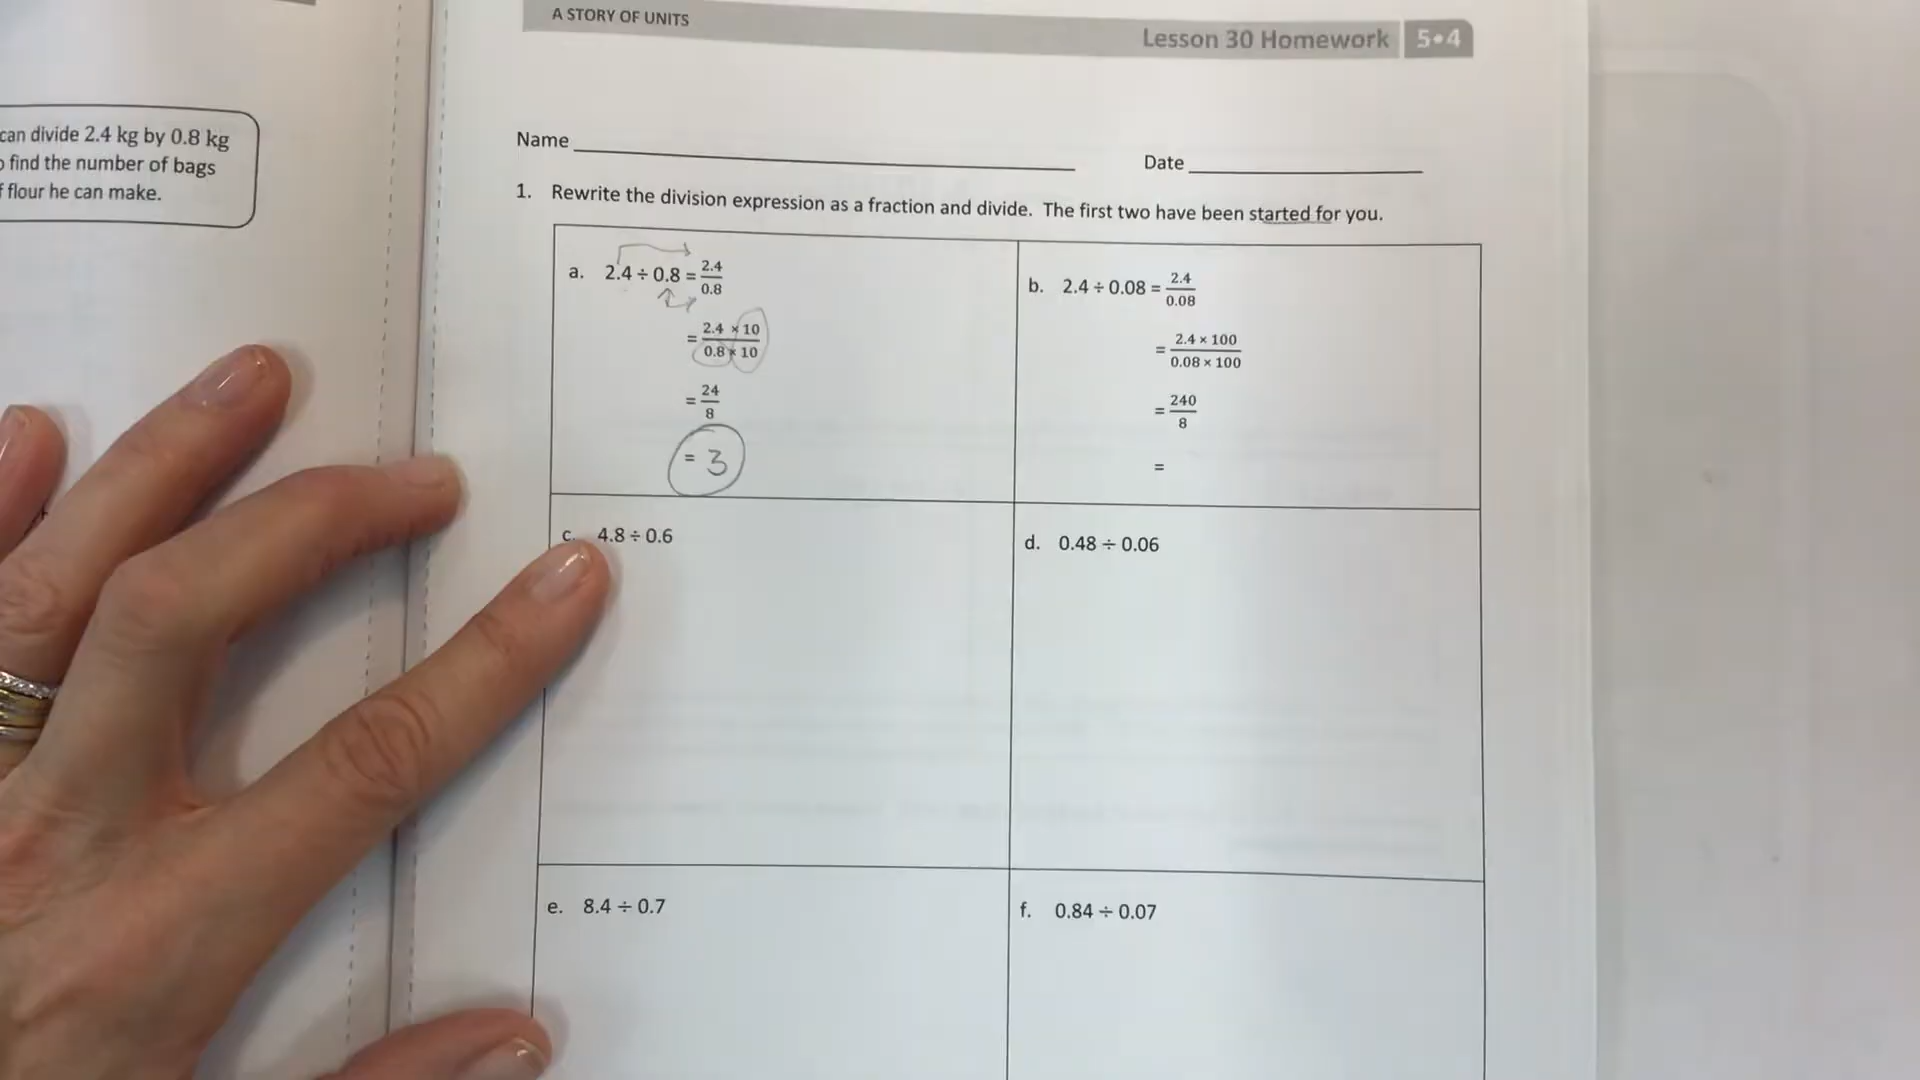 A STORY OF UNITS
Lesson 30 Homework 5•4
can divide 2.4 kg by 0.8 kg
find the number of bags
flour he can make.
Name
Date
1. Rewrite the division expression as a fraction and divide. The first two have been started for you.
a. 2.4 ÷ 0.8 = 2.4/0.8
= 2.4 × 10/0.8 × 10
= 24/8
= 3
b. 2.4 ÷ 0.08 = 2.4/0.08
= 2.4 × 100/0.08 × 100
= 240/8
=
c. 4.8 ÷ 0.6
d. 0.48 ÷ 0.06
e. 8.4 ÷ 0.7
f. 0.84 ÷ 0.07